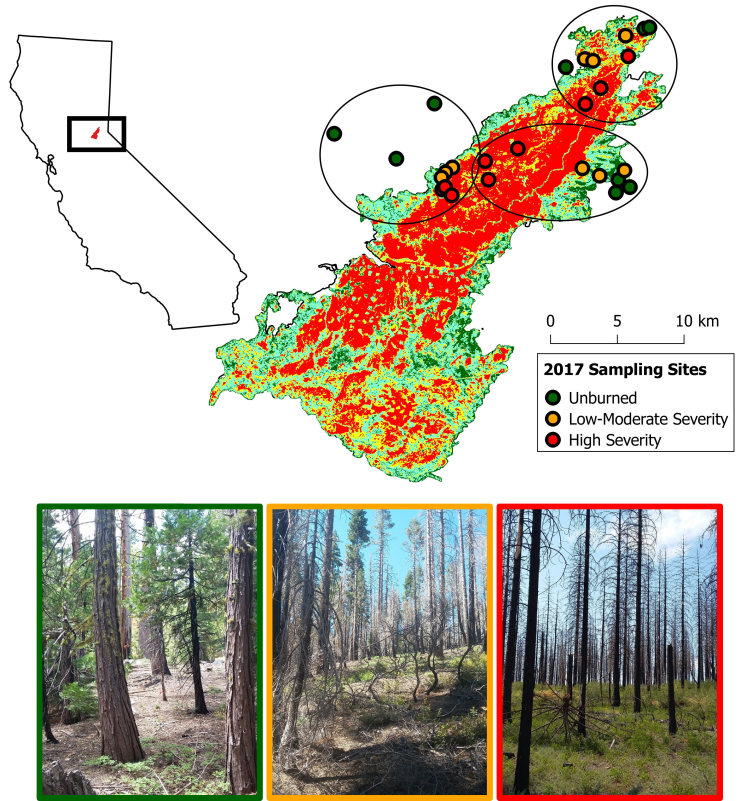 0 5 10 km
2017 Sampling Sites
Unburned
Low-Moderate Severity
High Severity